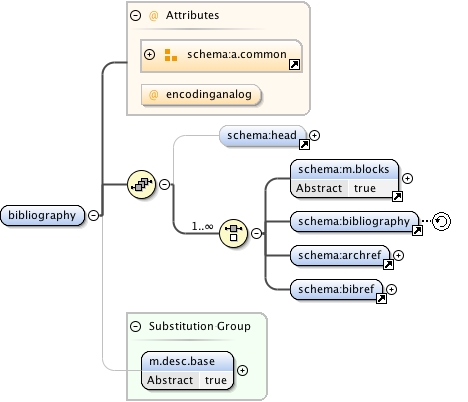 Attributes
schema:a.common
encodinganalog
schema:head
schema:m.blocks
Abstract true
bibliography
schema:bibliography
1..∞
schema:archref
schema:bibref
Substitution Group
m.desc.base
Abstract true